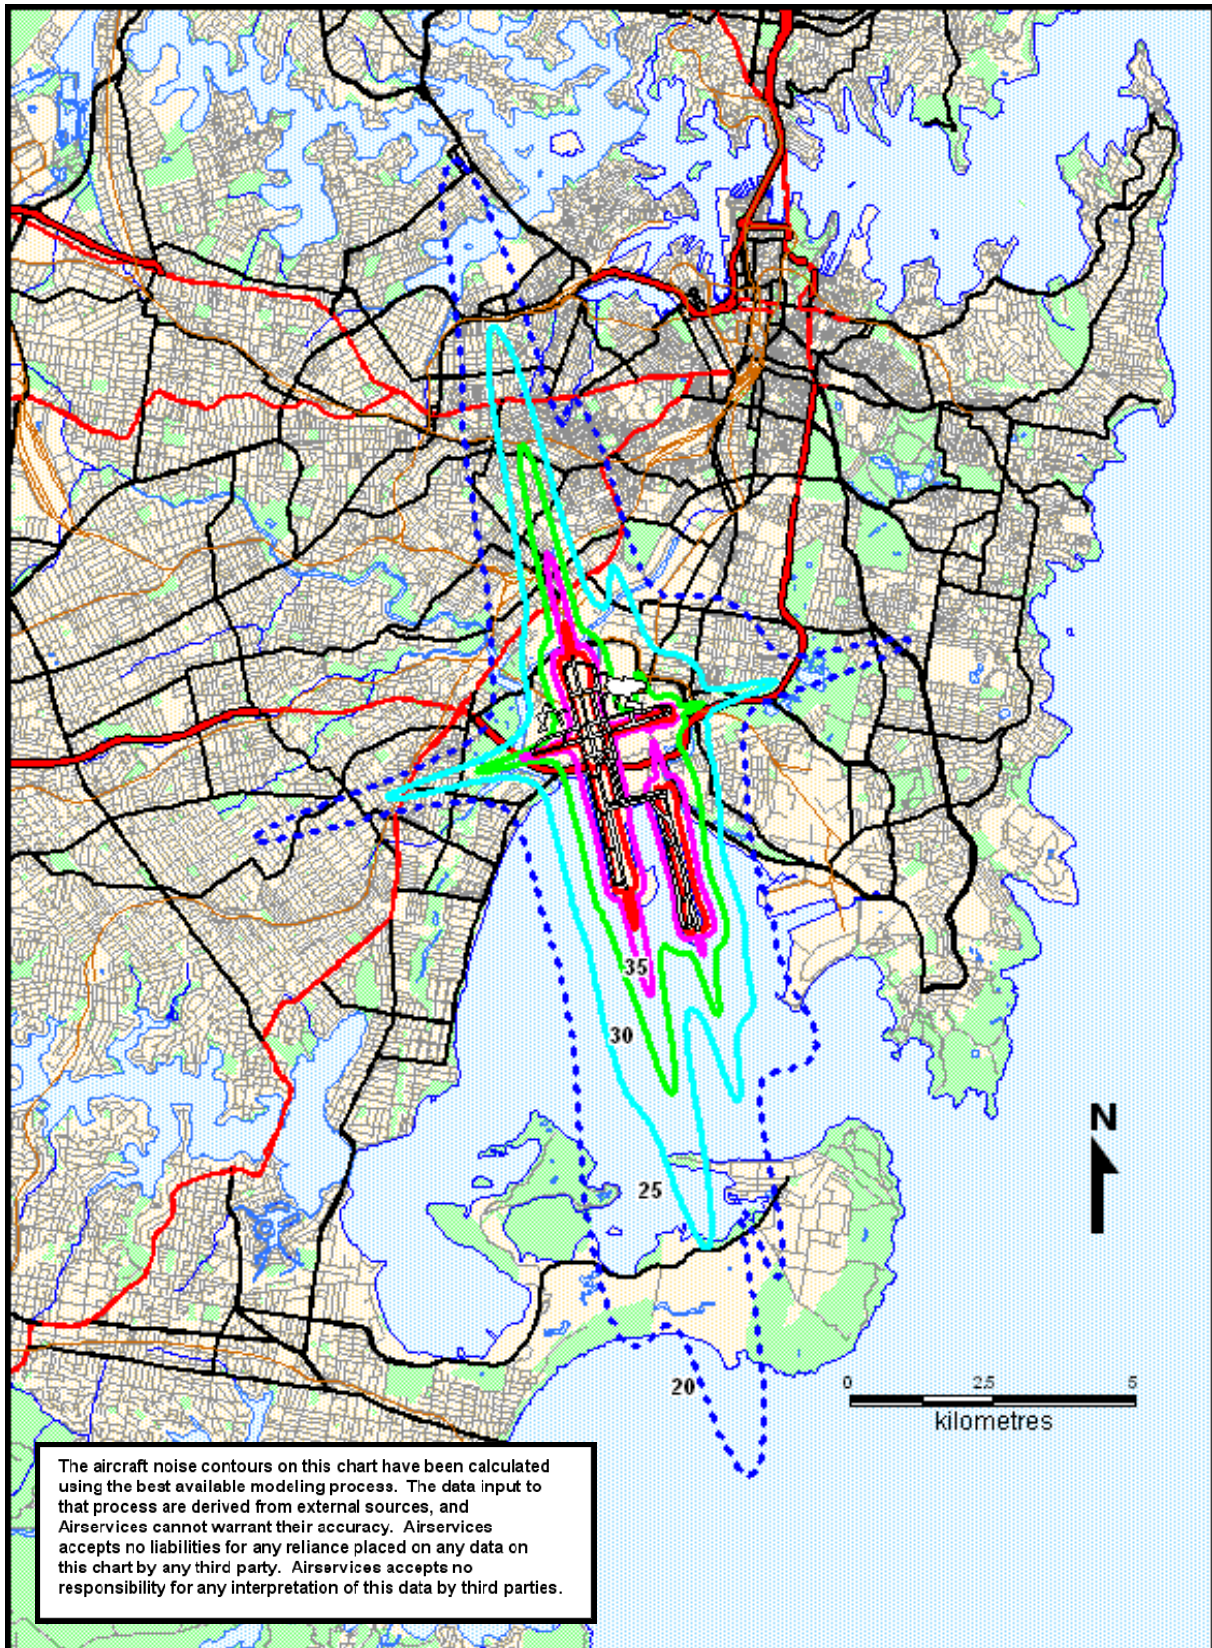 35
30
N
25
20
0 2.5 5
kilometres
The aircraft noise contours on this chart have been calculated
using the best available modeling process. The data input to
that process are derived from external sources, and
Airservices cannot warrant their accuracy. Airservices
accepts no liabilities for any reliance placed on any data on
this chart by any third party. Airservices accepts no
responsibility for any interpretation of this data by third parties.